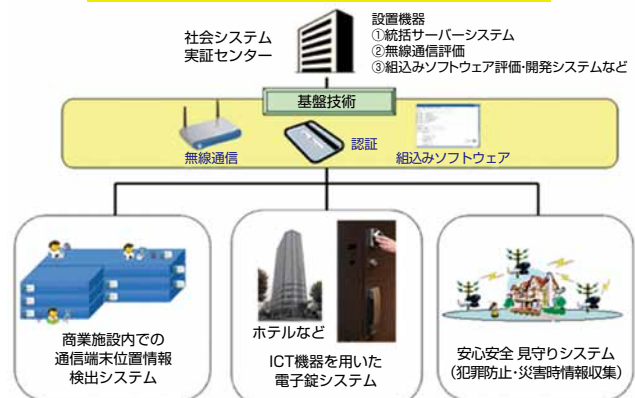 社会システム
実証センター
設置機器
①統括サーバーシステム
②無線通信評価
③組込みソフトウェア評価・開発システムなど
基盤技術
無線通信
認証
組込みソフトウェア
商業施設内での
通信端末位置情報
検出システム
ホテルなど
ICT機器を用いた
電子錠システム
安心安全 見守りシステム
(犯罪防止・災害時情報収集)